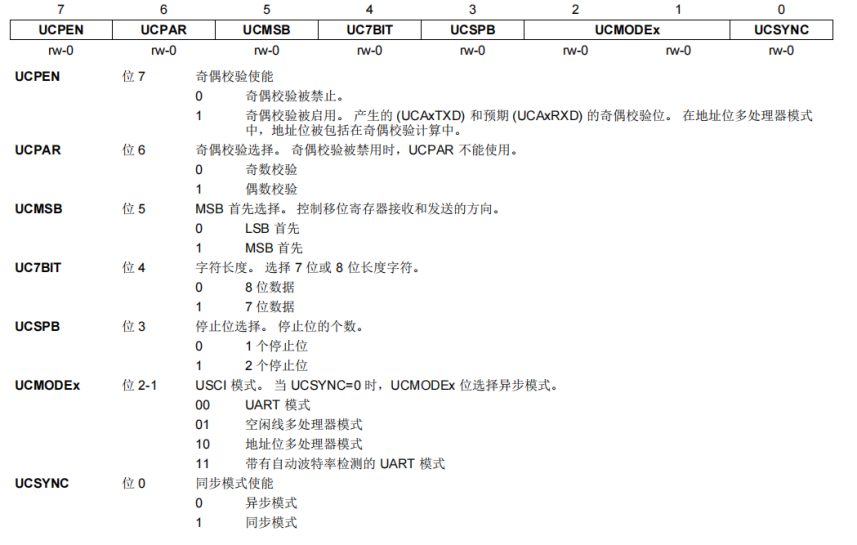 7 6 5 4 3 2 1 0
UCPEN UCPAR UCMSB UC7BIT UCSPB UCMODEx UCSYNC
rw-0 rw-0 rw-0 rw-0 rw-0 rw-0 rw-0 rw-0
UCPEN 位 7 奇偶校验使能
0 奇偶校验被禁止。
1 奇偶校验被启用。 产生的 (UCAxTXD) 和预期 (UCAxRXD) 的奇偶校验位。 在地址位多处理器模式
中，地址位被包括在奇偶校验计算中。
UCPAR 位 6 奇偶校验选择。 奇偶校验被禁用时，UCPAR 不能使用。
0 奇数校验
1 偶数校验
UCMSB 位 5 MSB 首先选择。 控制移位寄存器接收和发送的方向。
0 LSB 首先
1 MSB 首先
UC7BIT 位 4 字符长度。 选择 7 位或 8 位长度字符。
0 8 位数据
1 7 位数据
UCSPB 位 3 停止位选择。 停止位的个数。
0 1 个停止位
1 2 个停止位
UCMODEx 位 2-1 USCI 模式。 当 UCSYNC=0 时，UCMODEx 位选择异步模式。
00 UART 模式
01 空闲线多处理器模式
10 地址位多处理器模式
11 带有自动波特率检测的 UART 模式
UCSYNC 位 0 同步模式使能
0 异步模式
1 同步模式